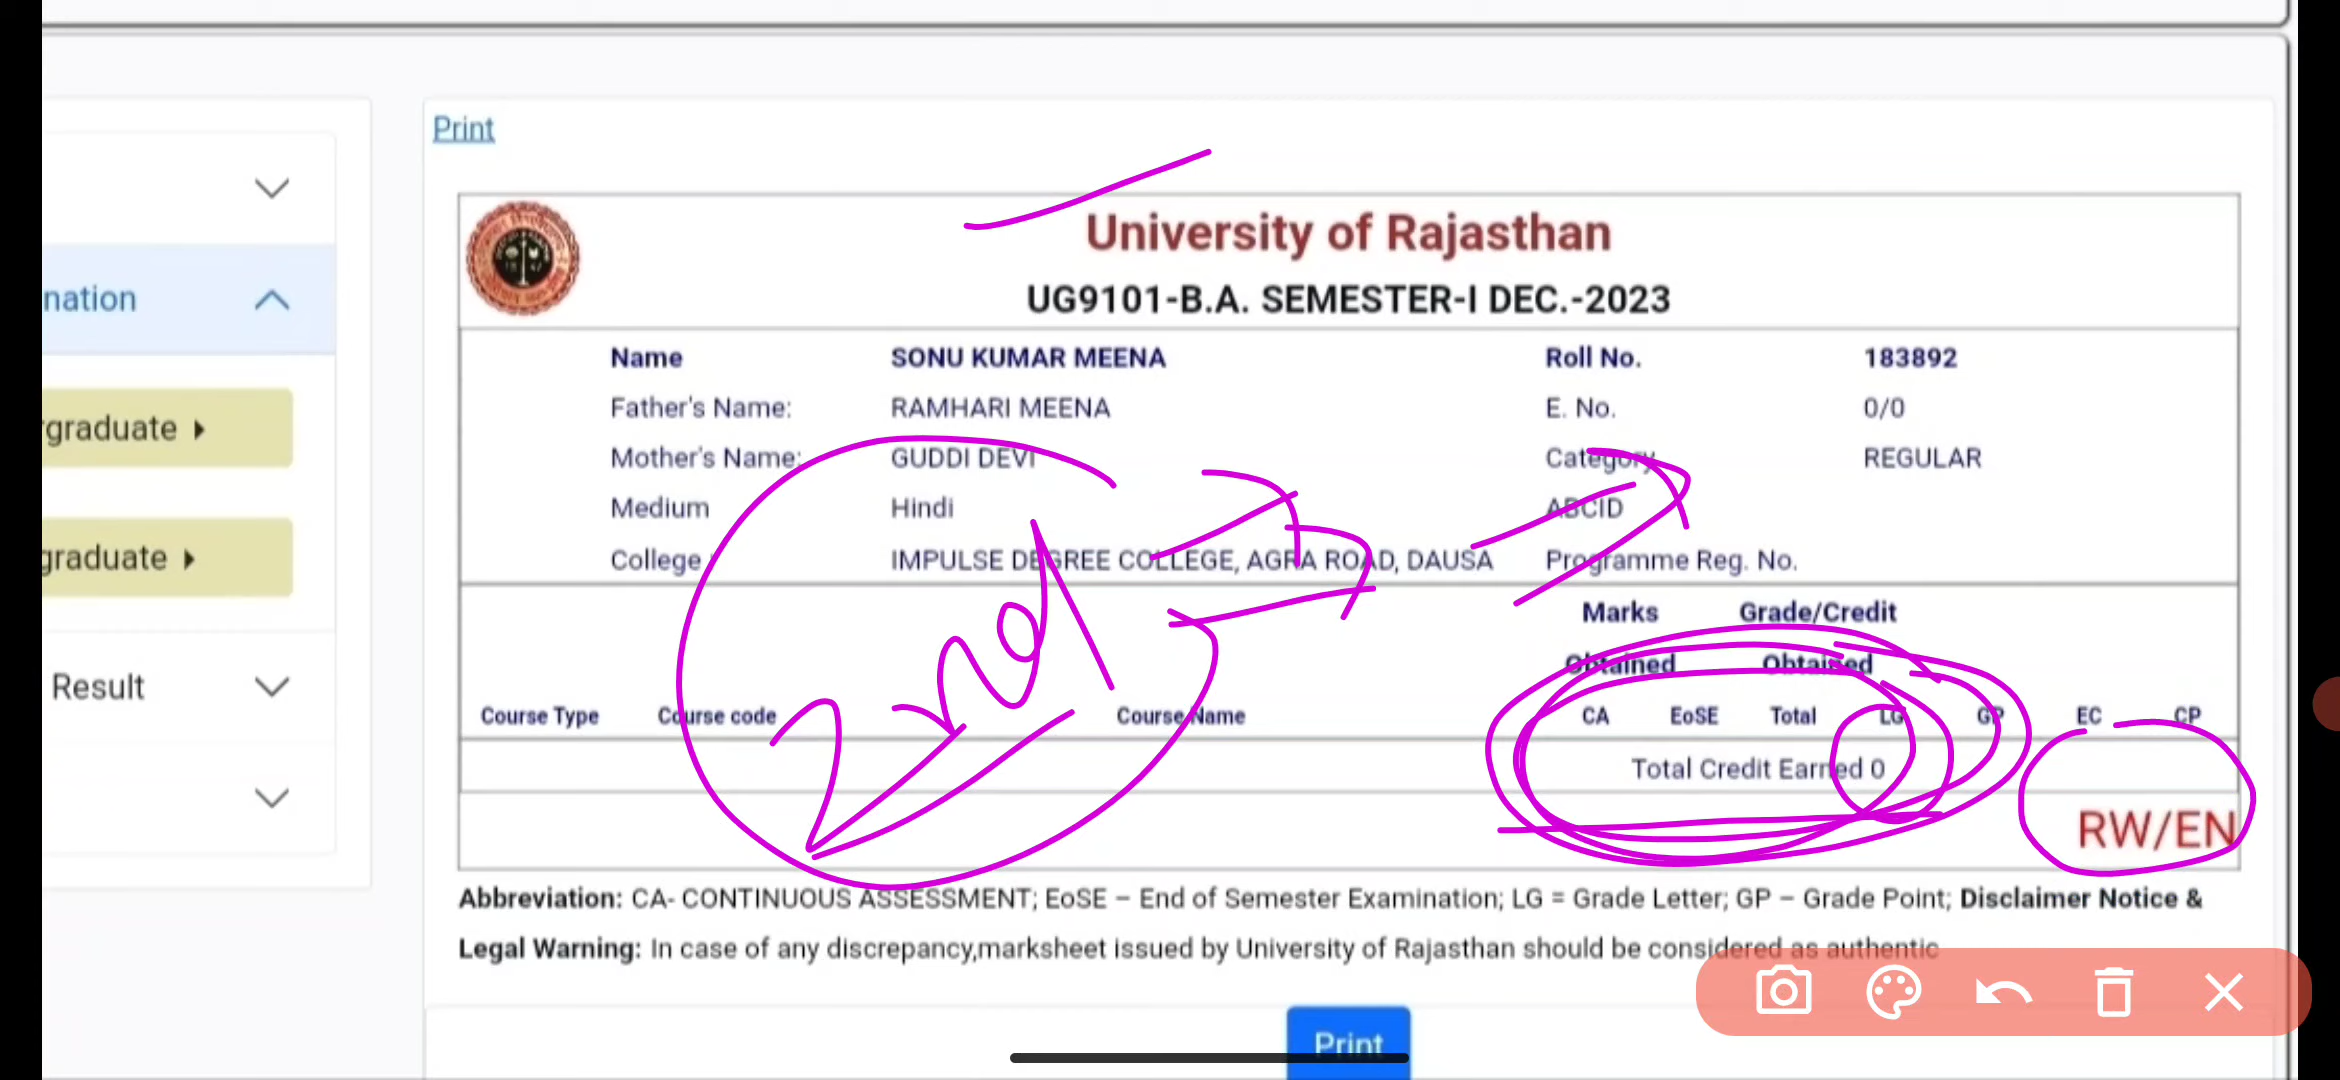 Print
University of Rajasthan
UG9101-B.A. SEMESTER-I DEC.-2023
Name SONU KUMAR MEENA Roll No. 183892
nation
Father's Name: RAMHARI MEENA E. No. 0/0
graduate
Mother's Name: GUDDI DEVI Category REGULAR
Medium Hindi ABCID
College IMPULSE DEGREE COLLEGE, AGRA ROAD, DAUSA Programme Reg. No.
graduate
Marks Grade/Credit
Obtained Obtained
2nd
Result
Course Type Course code Course Name CA EoSE Total LG GP EC CP
Total Credit Earned 0
RW/EN
Abbreviation: CA- CONTINUOUS ASSESSMENT; EoSE – End of Semester Examination; LG = Grade Letter; GP – Grade Point; Disclaimer Notice &
Legal Warning: In case of any discrepancy,marksheet issued by University of Rajasthan should be considered as authentic
Print